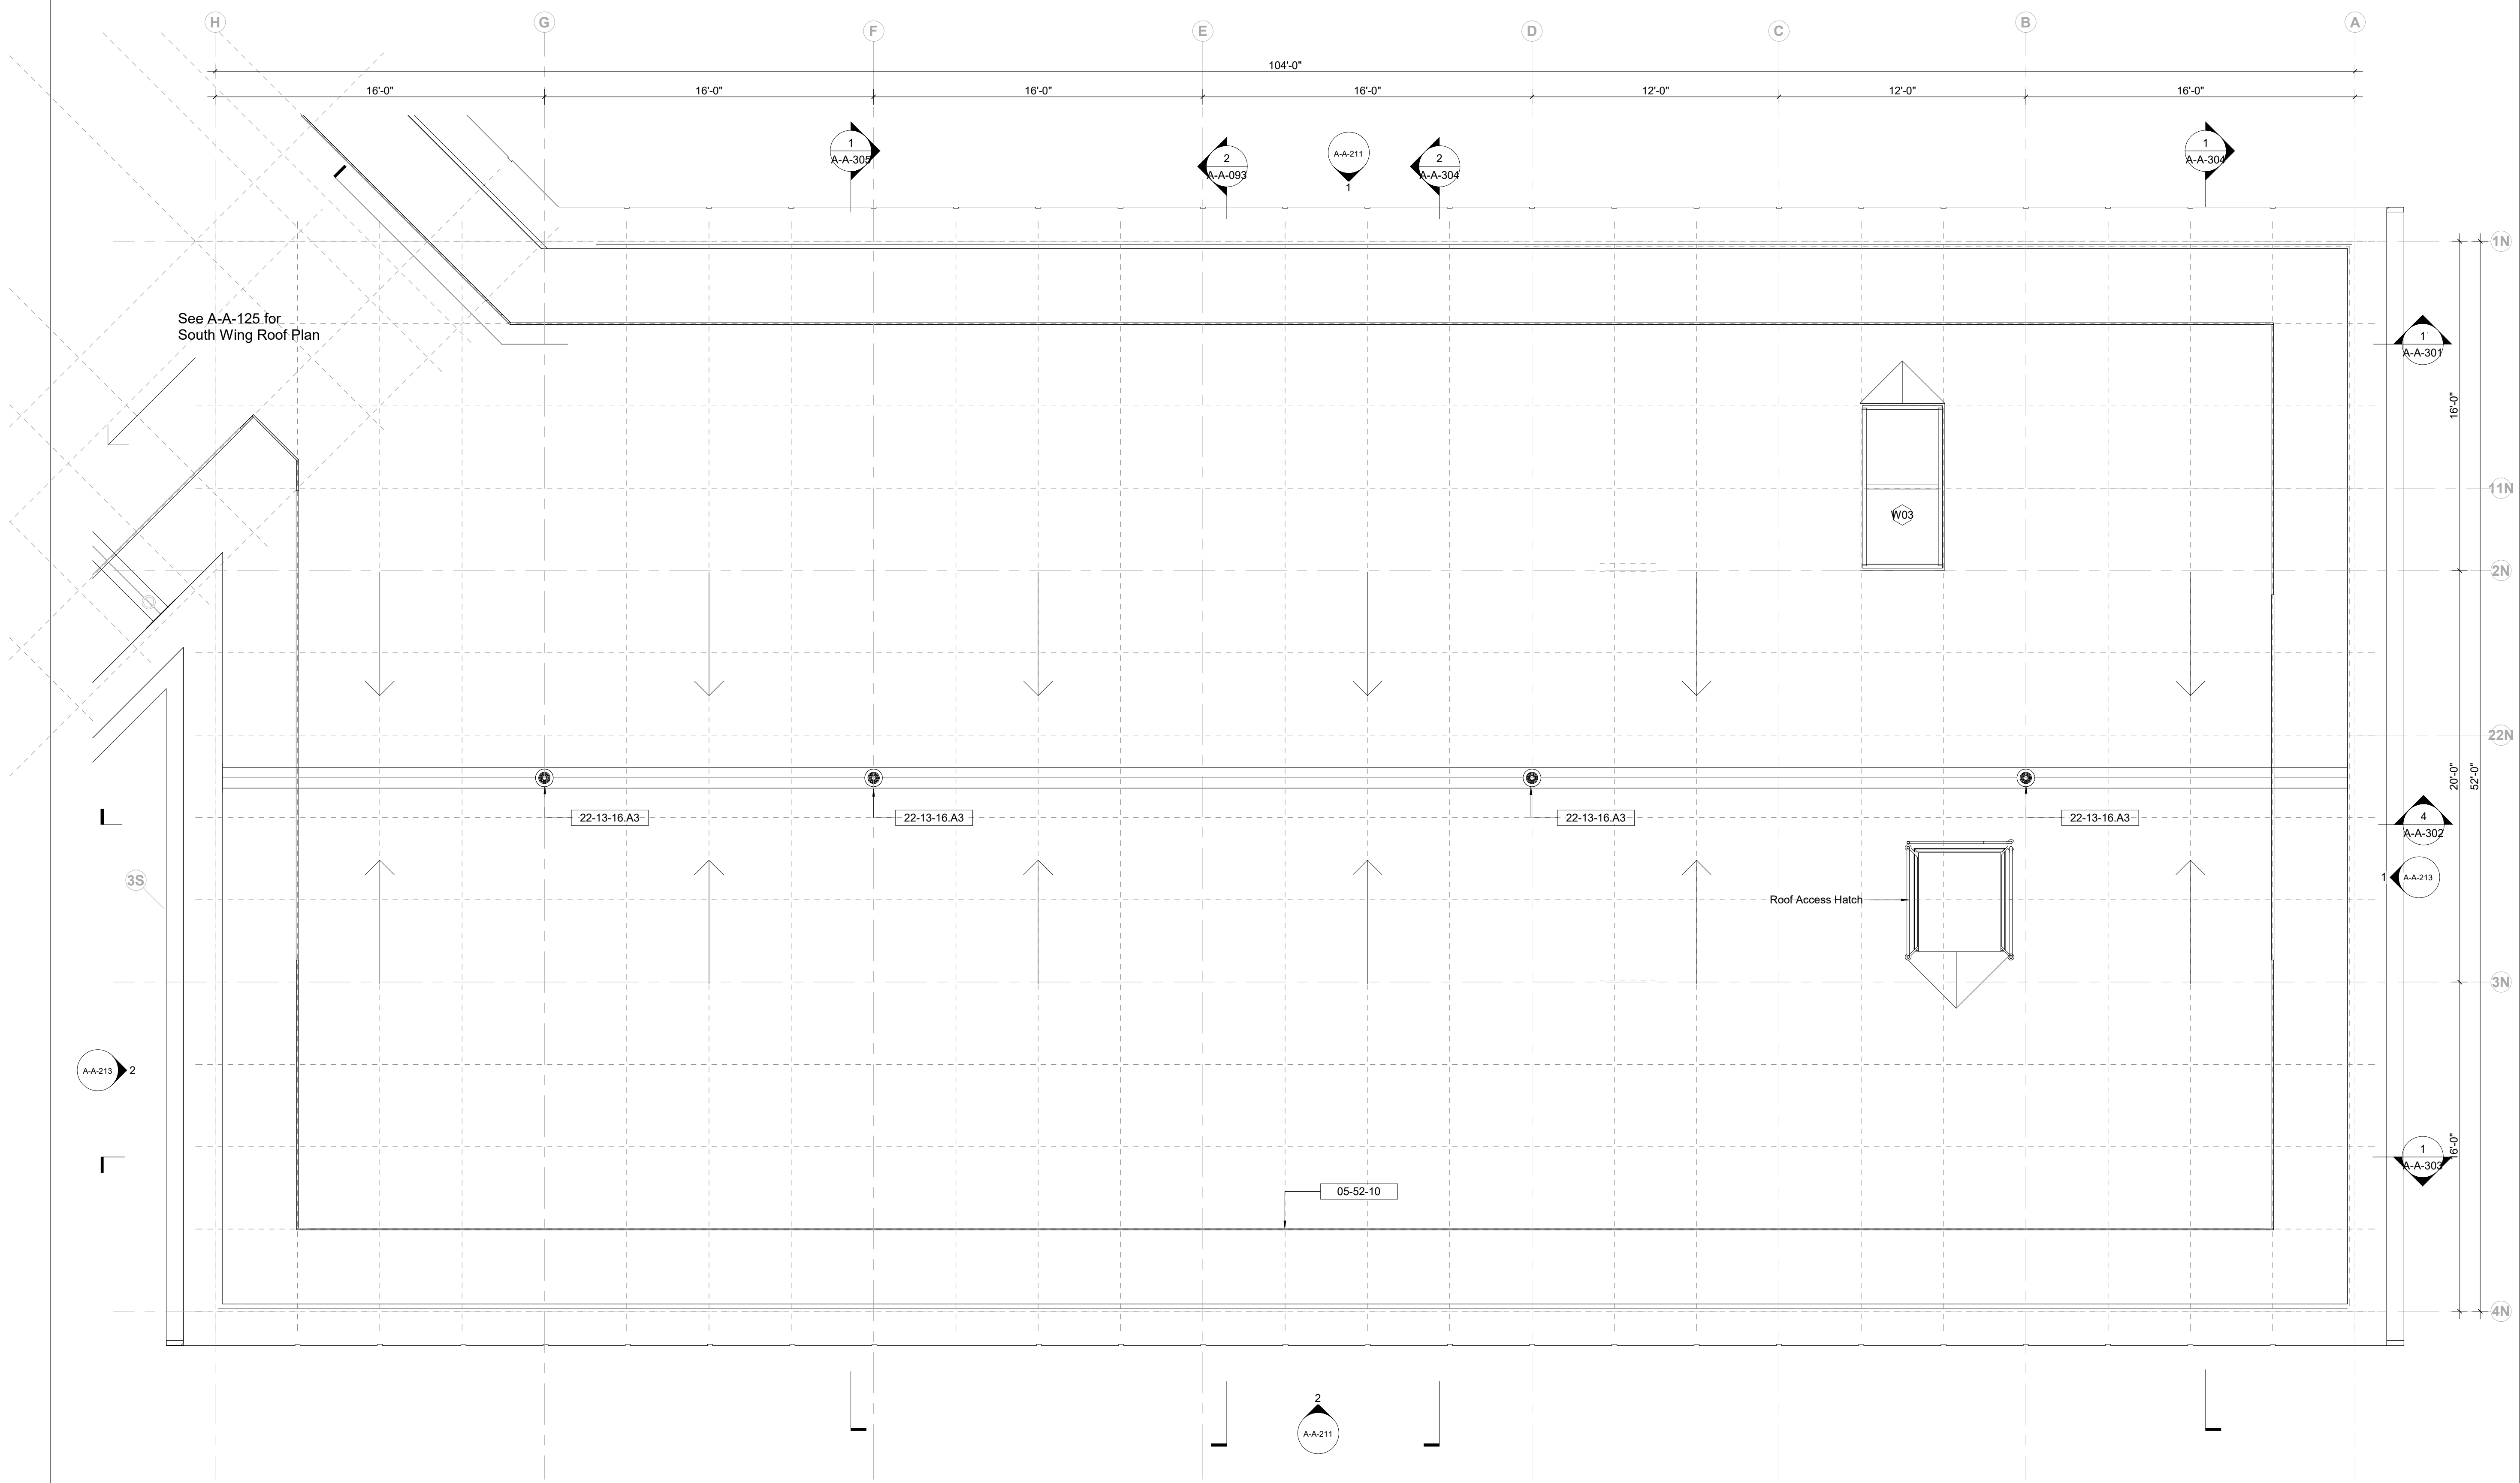 H
G
F
E
D
C
B
A
104'-0"
16'-0"
16'-0"
16'-0"
16'-0"
12'-0"
12'-0"
16'-0"
1
A-A-305
2
A-A-093
A-A-211
1
2
A-A-304
1
A-A-304
1N
See A-A-125 for
South Wing Roof Plan
1
A-A-301
16'-0"
11N
W03
2N
22N
20'-0"
52'-0"
22-13-16.A3
22-13-16.A3
22-13-16.A3
22-13-16.A3
4
A-A-302
3S
1
A-A-213
Roof Access Hatch
3N
A-A-213
2
1
A-A-303
16'-0"
05-52-10
4N
2
A-A-211